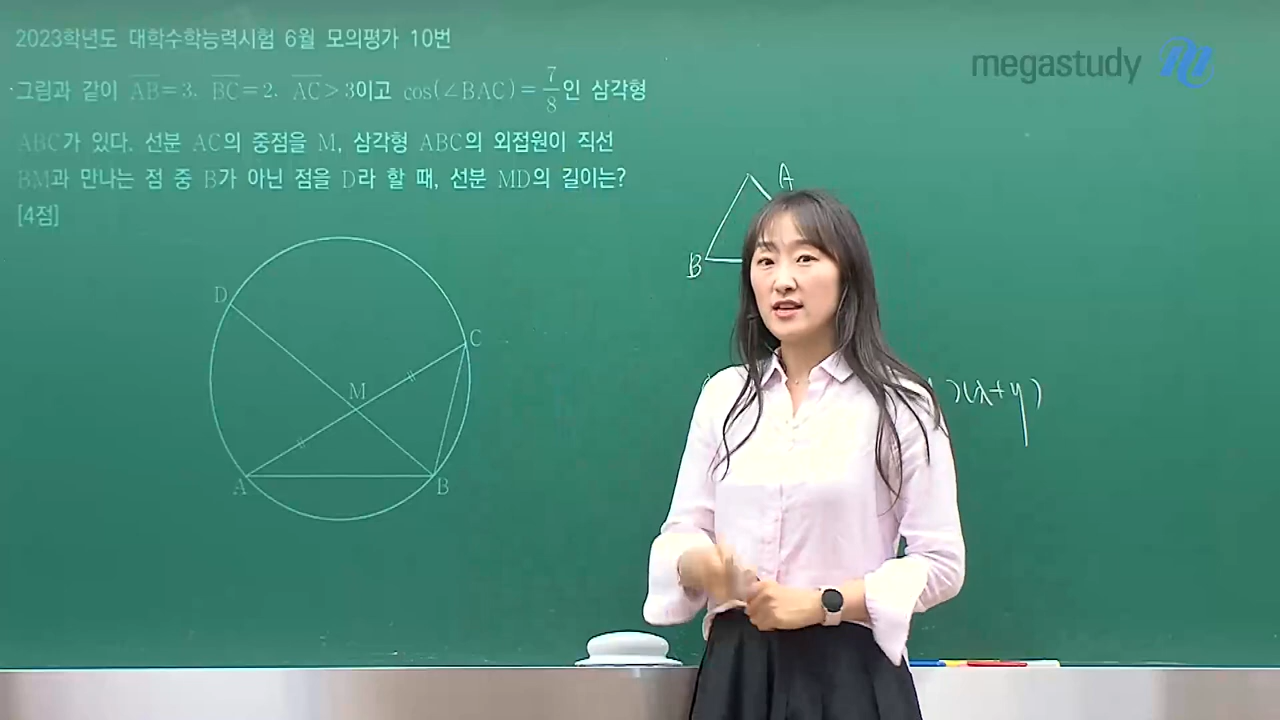 2023학년도 대학수학능력시험 6월 모의평가 10번
megastudy
그림과 같이 AB=3, BC=2, AC>3이고 cos(∠BAC)=7/8인 삼각형
ABC가 있다. 선분 AC의 중점을 M, 삼각형 ABC의 외접원이 직선
BM과 만나는 점 중 B가 아닌 점을 D라 할 때, 선분 MD의 길이는?
[4점]
A
B
D
C
M
)(x+y)
A
B